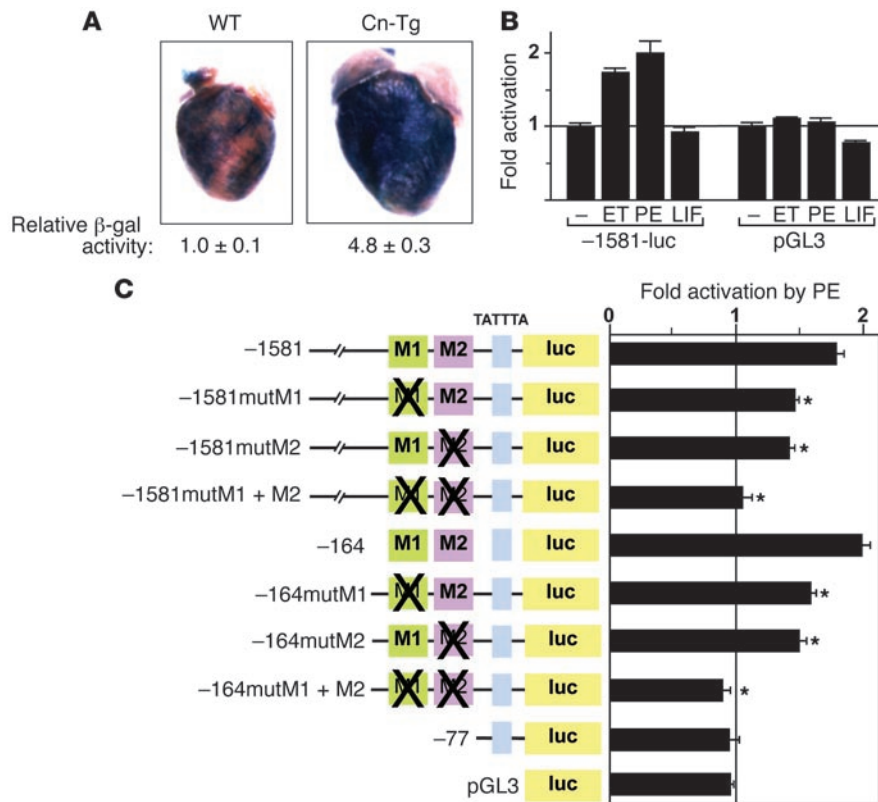 A
WT
Cn-Tg
Relative β-gal
activity:
1.0 ± 0.1
4.8 ± 0.3
B
Fold activation
2
1
– ET PE LIF – ET PE LIF
–1581-luc pGL3
C
Fold activation by PE
0 1 2
TATTTA
–1581 M1 M2 luc
–1581mutM1 M1 M2 luc *
–1581mutM2 M1 M2 luc *
–1581mutM1 + M2 M1 M2 luc *
–164 M1 M2 luc
–164mutM1 M1 M2 luc *
–164mutM2 M1 M2 luc *
–164mutM1 + M2 M1 M2 luc *
–77 luc
pGL3 luc